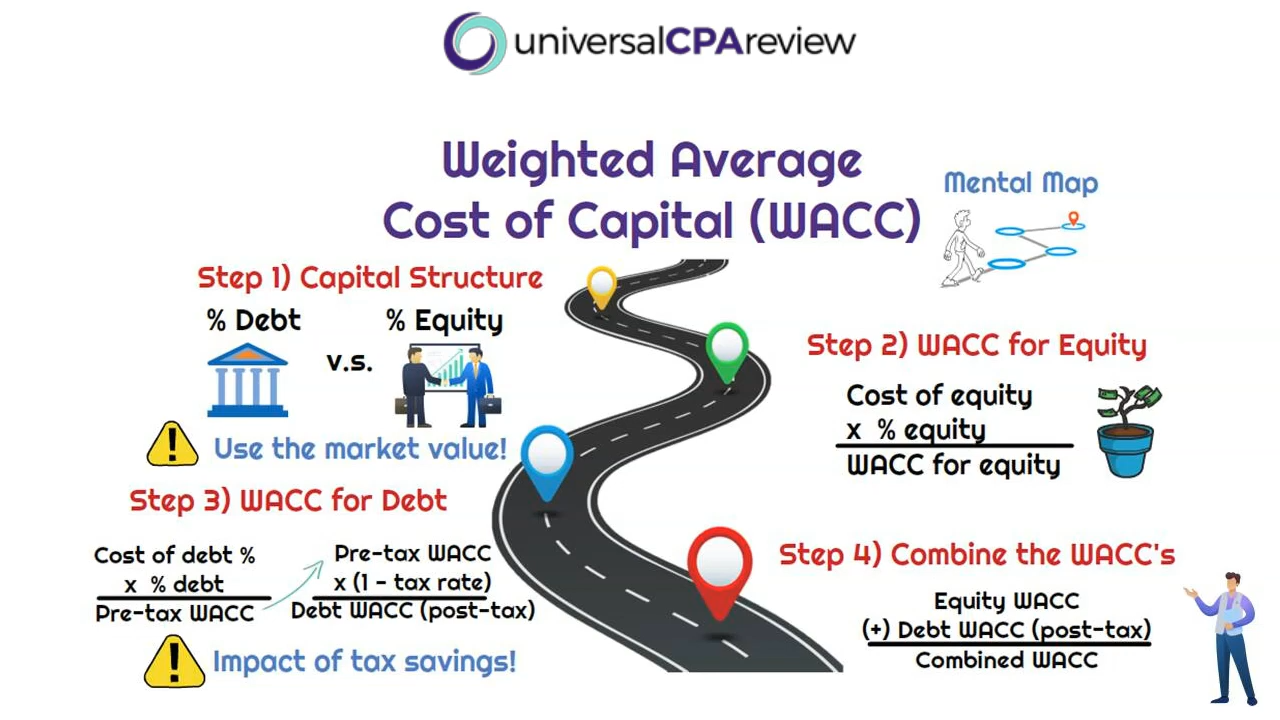 universalCPAreview
Weighted Average
Cost of Capital (WACC)
Mental Map
Step 1) Capital Structure
% Debt
v.s.
% Equity
! Use the market value!
Step 2) WACC for Equity
Cost of equity
x % equity
WACC for equity
Step 3) WACC for Debt
Cost of debt %
x % debt
Pre-tax WACC
Pre-tax WACC
x (1 - tax rate)
Debt WACC (post-tax)
! Impact of tax savings!
Step 4) Combine the WACC's
Equity WACC
(+) Debt WACC (post-tax)
Combined WACC